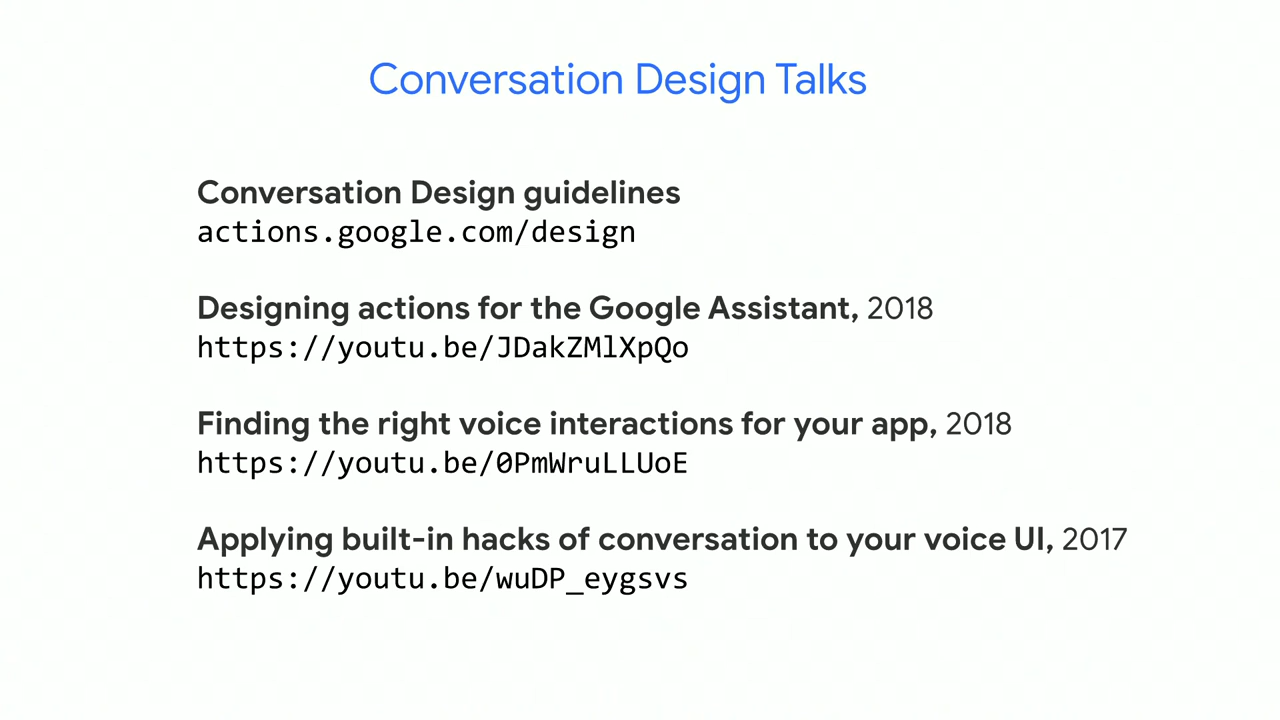 Conversation Design Talks
Conversation Design guidelines
actions.google.com/design
Designing actions for the Google Assistant, 2018
https://youtu.be/JDakZMlXpQo
Finding the right voice interactions for your app, 2018
https://youtu.be/0PmWruLLUoE
Applying built-in hacks of conversation to your voice UI, 2017
https://youtu.be/wuDP_eygsvs